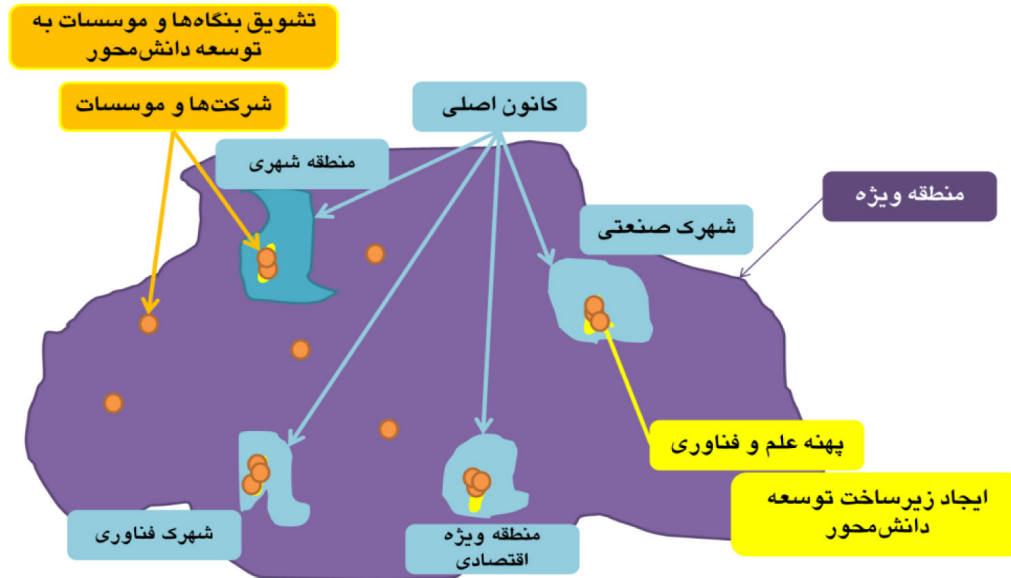 تشویق بنگاه‌ها و موسسات به
توسعه دانش‌محور
شرکت‌ها و موسسات
کانون اصلی
منطقه شهری
منطقه ویژه
شهرک صنعتی
پهنه علم و فناوری
ایجاد زیرساخت توسعه
دانش‌محور
شهرک فناوری
منطقه ویژه
اقتصادی